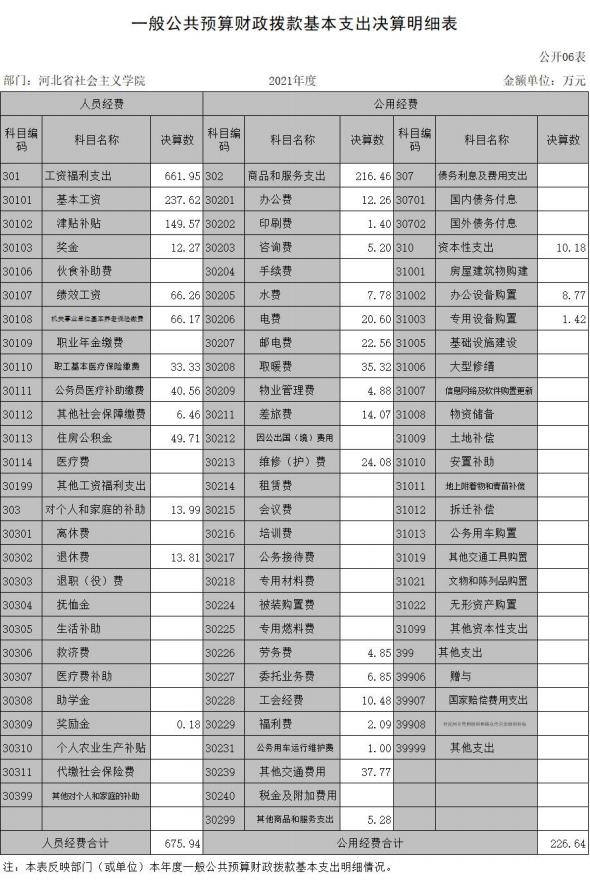 一般公共预算财政拨款基本支出决算明细表
公开06表
部门：河北省社会主义学院 2021年度 金额单位：万元
人员经费 公用经费
科目编码 科目名称 决算数 科目编码 科目名称 决算数 科目编码 科目名称 决算数
301 工资福利支出 661.95 302 商品和服务支出 216.46 307 债务利息及费用支出
30101 基本工资 237.62 30201 办公费 12.26 30701 国内债务付息
30102 津贴补贴 149.57 30202 印刷费 1.40 30702 国外债务付息
30103 奖金 12.27 30203 咨询费 5.20 310 资本性支出 10.18
30106 伙食补助费 30204 手续费 31001 房屋建筑物购建
30107 绩效工资 66.26 30205 水费 7.78 31002 办公设备购置 8.77
30108 机关事业单位基本养老保险缴费 66.17 30206 电费 20.60 31003 专用设备购置 1.42
30109 职业年金缴费 30207 邮电费 22.56 31005 基础设施建设
30110 职工基本医疗保险缴费 33.33 30208 取暖费 35.32 31006 大型修缮
30111 公务员医疗补助缴费 40.56 30209 物业管理费 4.88 31007 信息网络及软件购置更新
30112 其他社会保障缴费 6.46 30211 差旅费 14.07 31008 物资储备
30113 住房公积金 49.71 30212 因公出国（境）费用 31009 土地补偿
30114 医疗费 30213 维修（护）费 24.08 31010 安置补助
30199 其他工资福利支出 30214 租赁费 31011 地上附着物和青苗补偿
303 对个人和家庭的补助 13.99 30215 会议费 31012 拆迁补偿
30301 离休费 30216 培训费 31013 公务用车购置
30302 退休费 13.81 30217 公务接待费 31019 其他交通工具购置
30303 退职（役）费 30218 专用材料费 31021 文物和陈列品购置
30304 抚恤金 30224 被装购置费 31022 无形资产购置
30305 生活补助 30225 专用燃料费 31099 其他资本性支出
30306 救济费 30226 劳务费 4.85 399 其他支出
30307 医疗费补助 30227 委托业务费 6.85 39906 赠与
30308 助学金 30228 工会经费 10.48 39907 国家赔偿费用支出
30309 奖励金 0.18 30229 福利费 2.09 39908
30310 个人农业生产补贴 30231 公务用车运行维护费 1.00 39999 其他支出
30311 代缴社会保险费 30239 其他交通费用 37.77
30399 其他对个人和家庭的补助 30240 税金及附加费用
30299 其他商品和服务支出 5.28
人员经费合计 675.94 公用经费合计 226.64
注：本表反映部门（或单位）本年度一般公共预算财政拨款基本支出明细情况。